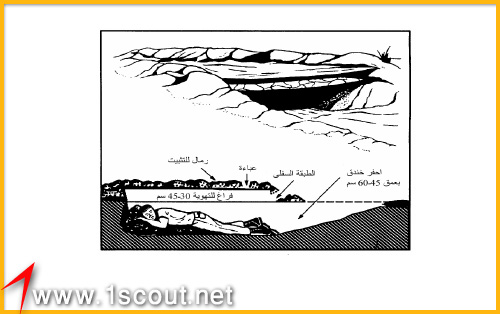 رمال للتثبيت
عباءة
الطبقة السفلى
احفر خندق
بعمق 45-60 سم
فراغ للتهوية 30-45 سم
www.1scout.net